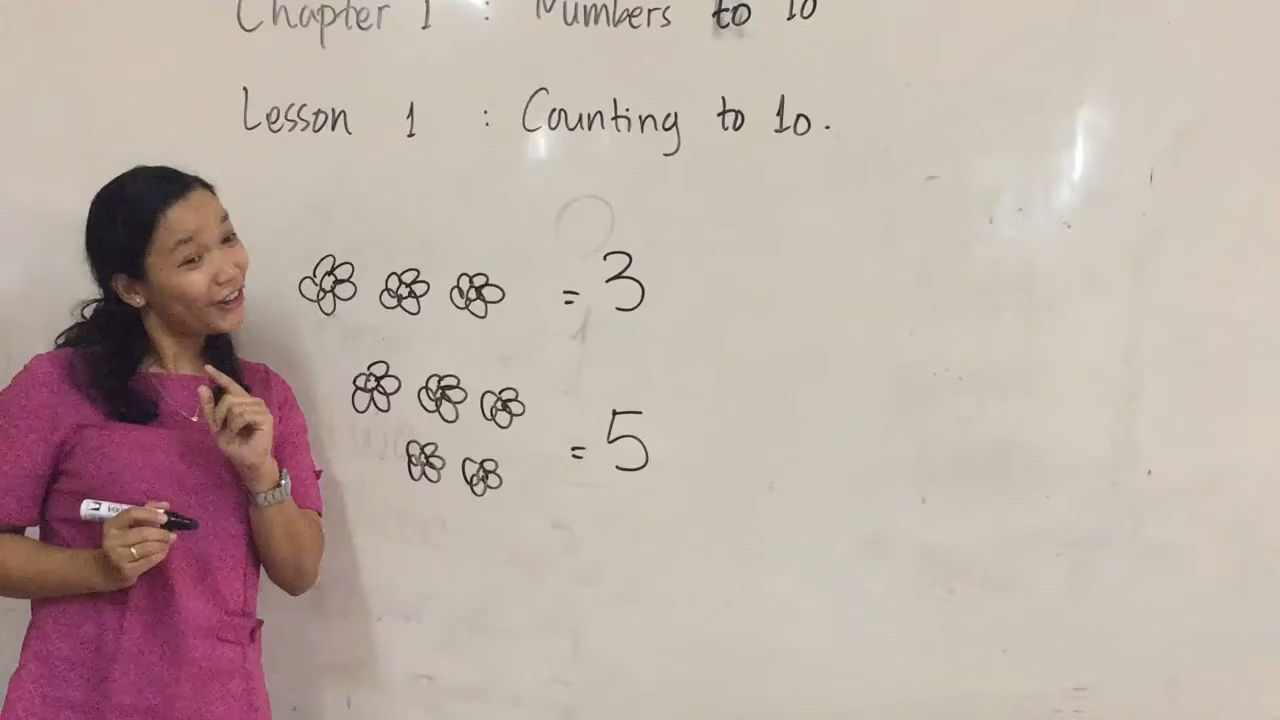 Chapter 1 : Numbers to 10
Lesson 1 : Counting to 10.
= 3
= 5